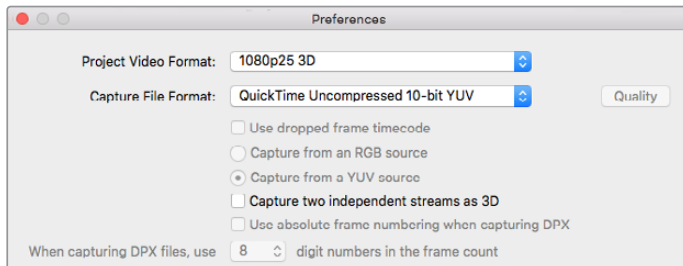 Preferences
Project Video Format: 1080p25 3D
Capture File Format: QuickTime Uncompressed 10-bit YUV Quality
Use dropped frame timecode
Capture from an RGB source
Capture from a YUV source
Capture two independent streams as 3D
Use absolute frame numbering when capturing DPX
When capturing DPX files, use 8 digit numbers in the frame count